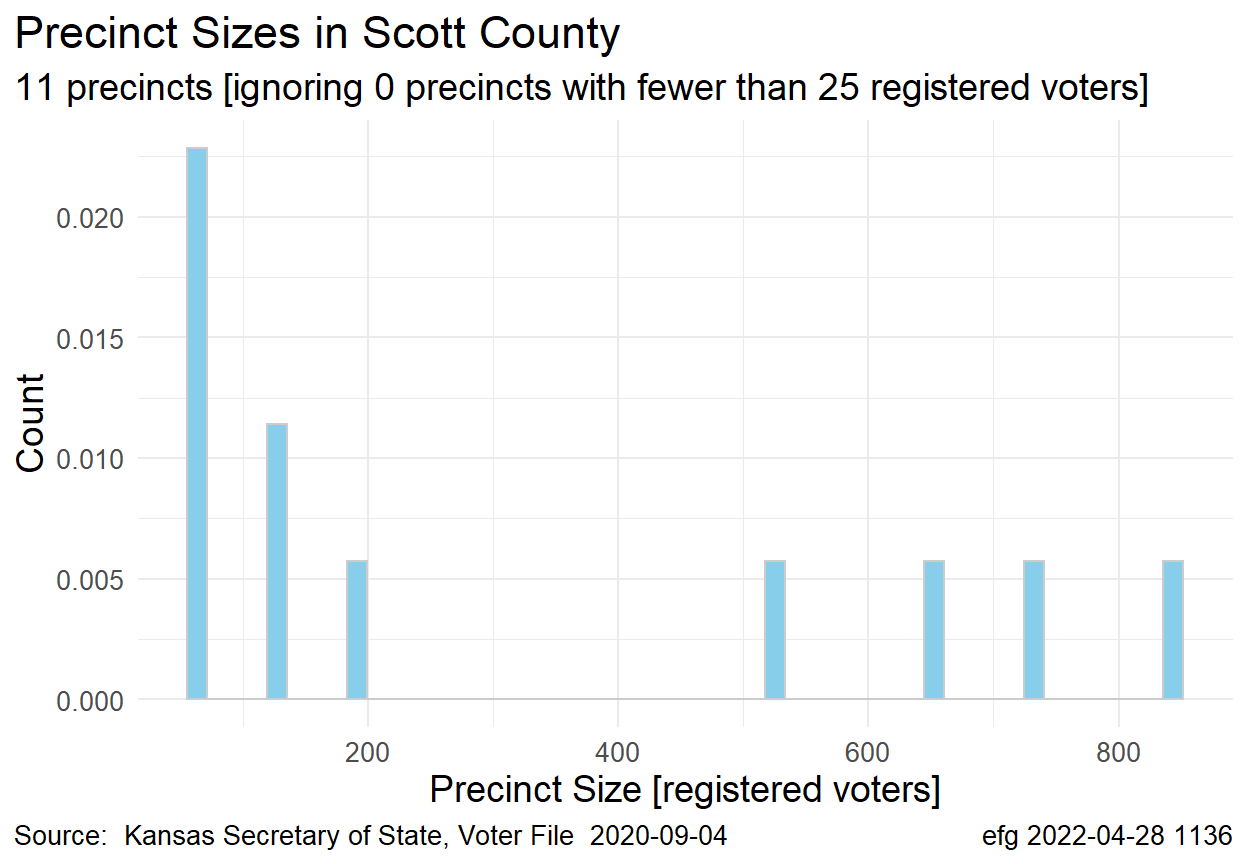 Precinct Sizes in Scott County
11 precincts [ignoring 0 precincts with fewer than 25 registered voters]
0.020
0.015
0.010
0.005
0.000
Count
200 400 600 800
Precinct Size [registered voters]
Source:  Kansas Secretary of State, Voter File  2020-09-04 efg 2022-04-28 1136